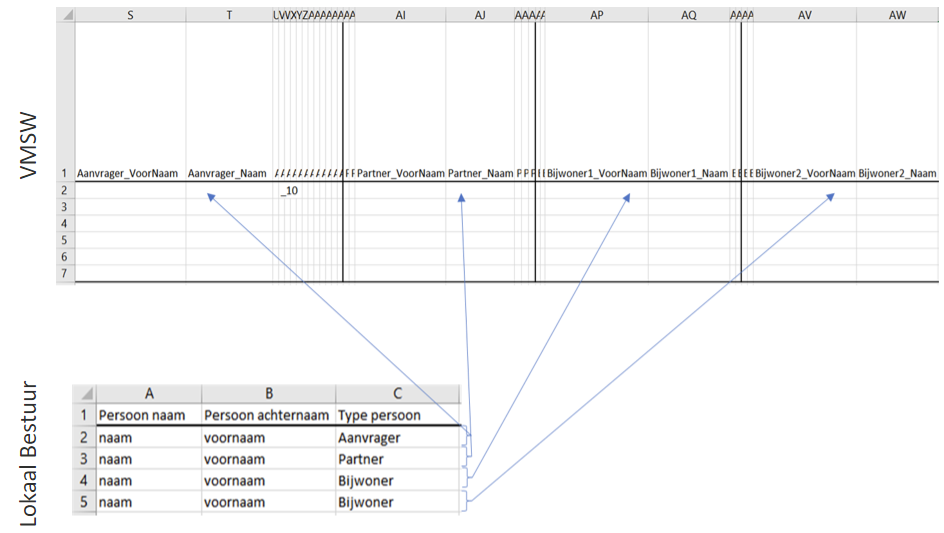 VMSW
S T AI AJ AP AQ AV AW
1 Aanvrager_VoorNaam Aanvrager_Naam Partner_VoorNaam Partner_Naam Bijwoner1_VoorNaam Bijwoner1_Naam Bijwoner2_VoorNaam Bijwoner2_Naam
2 _10
3
4
5
6
7
Lokaal Bestuur
A B C
1 Persoon naam Persoon achternaam Type persoon
2 naam voornaam Aanvrager
3 naam voornaam Partner
4 naam voornaam Bijwoner
5 naam voornaam Bijwoner